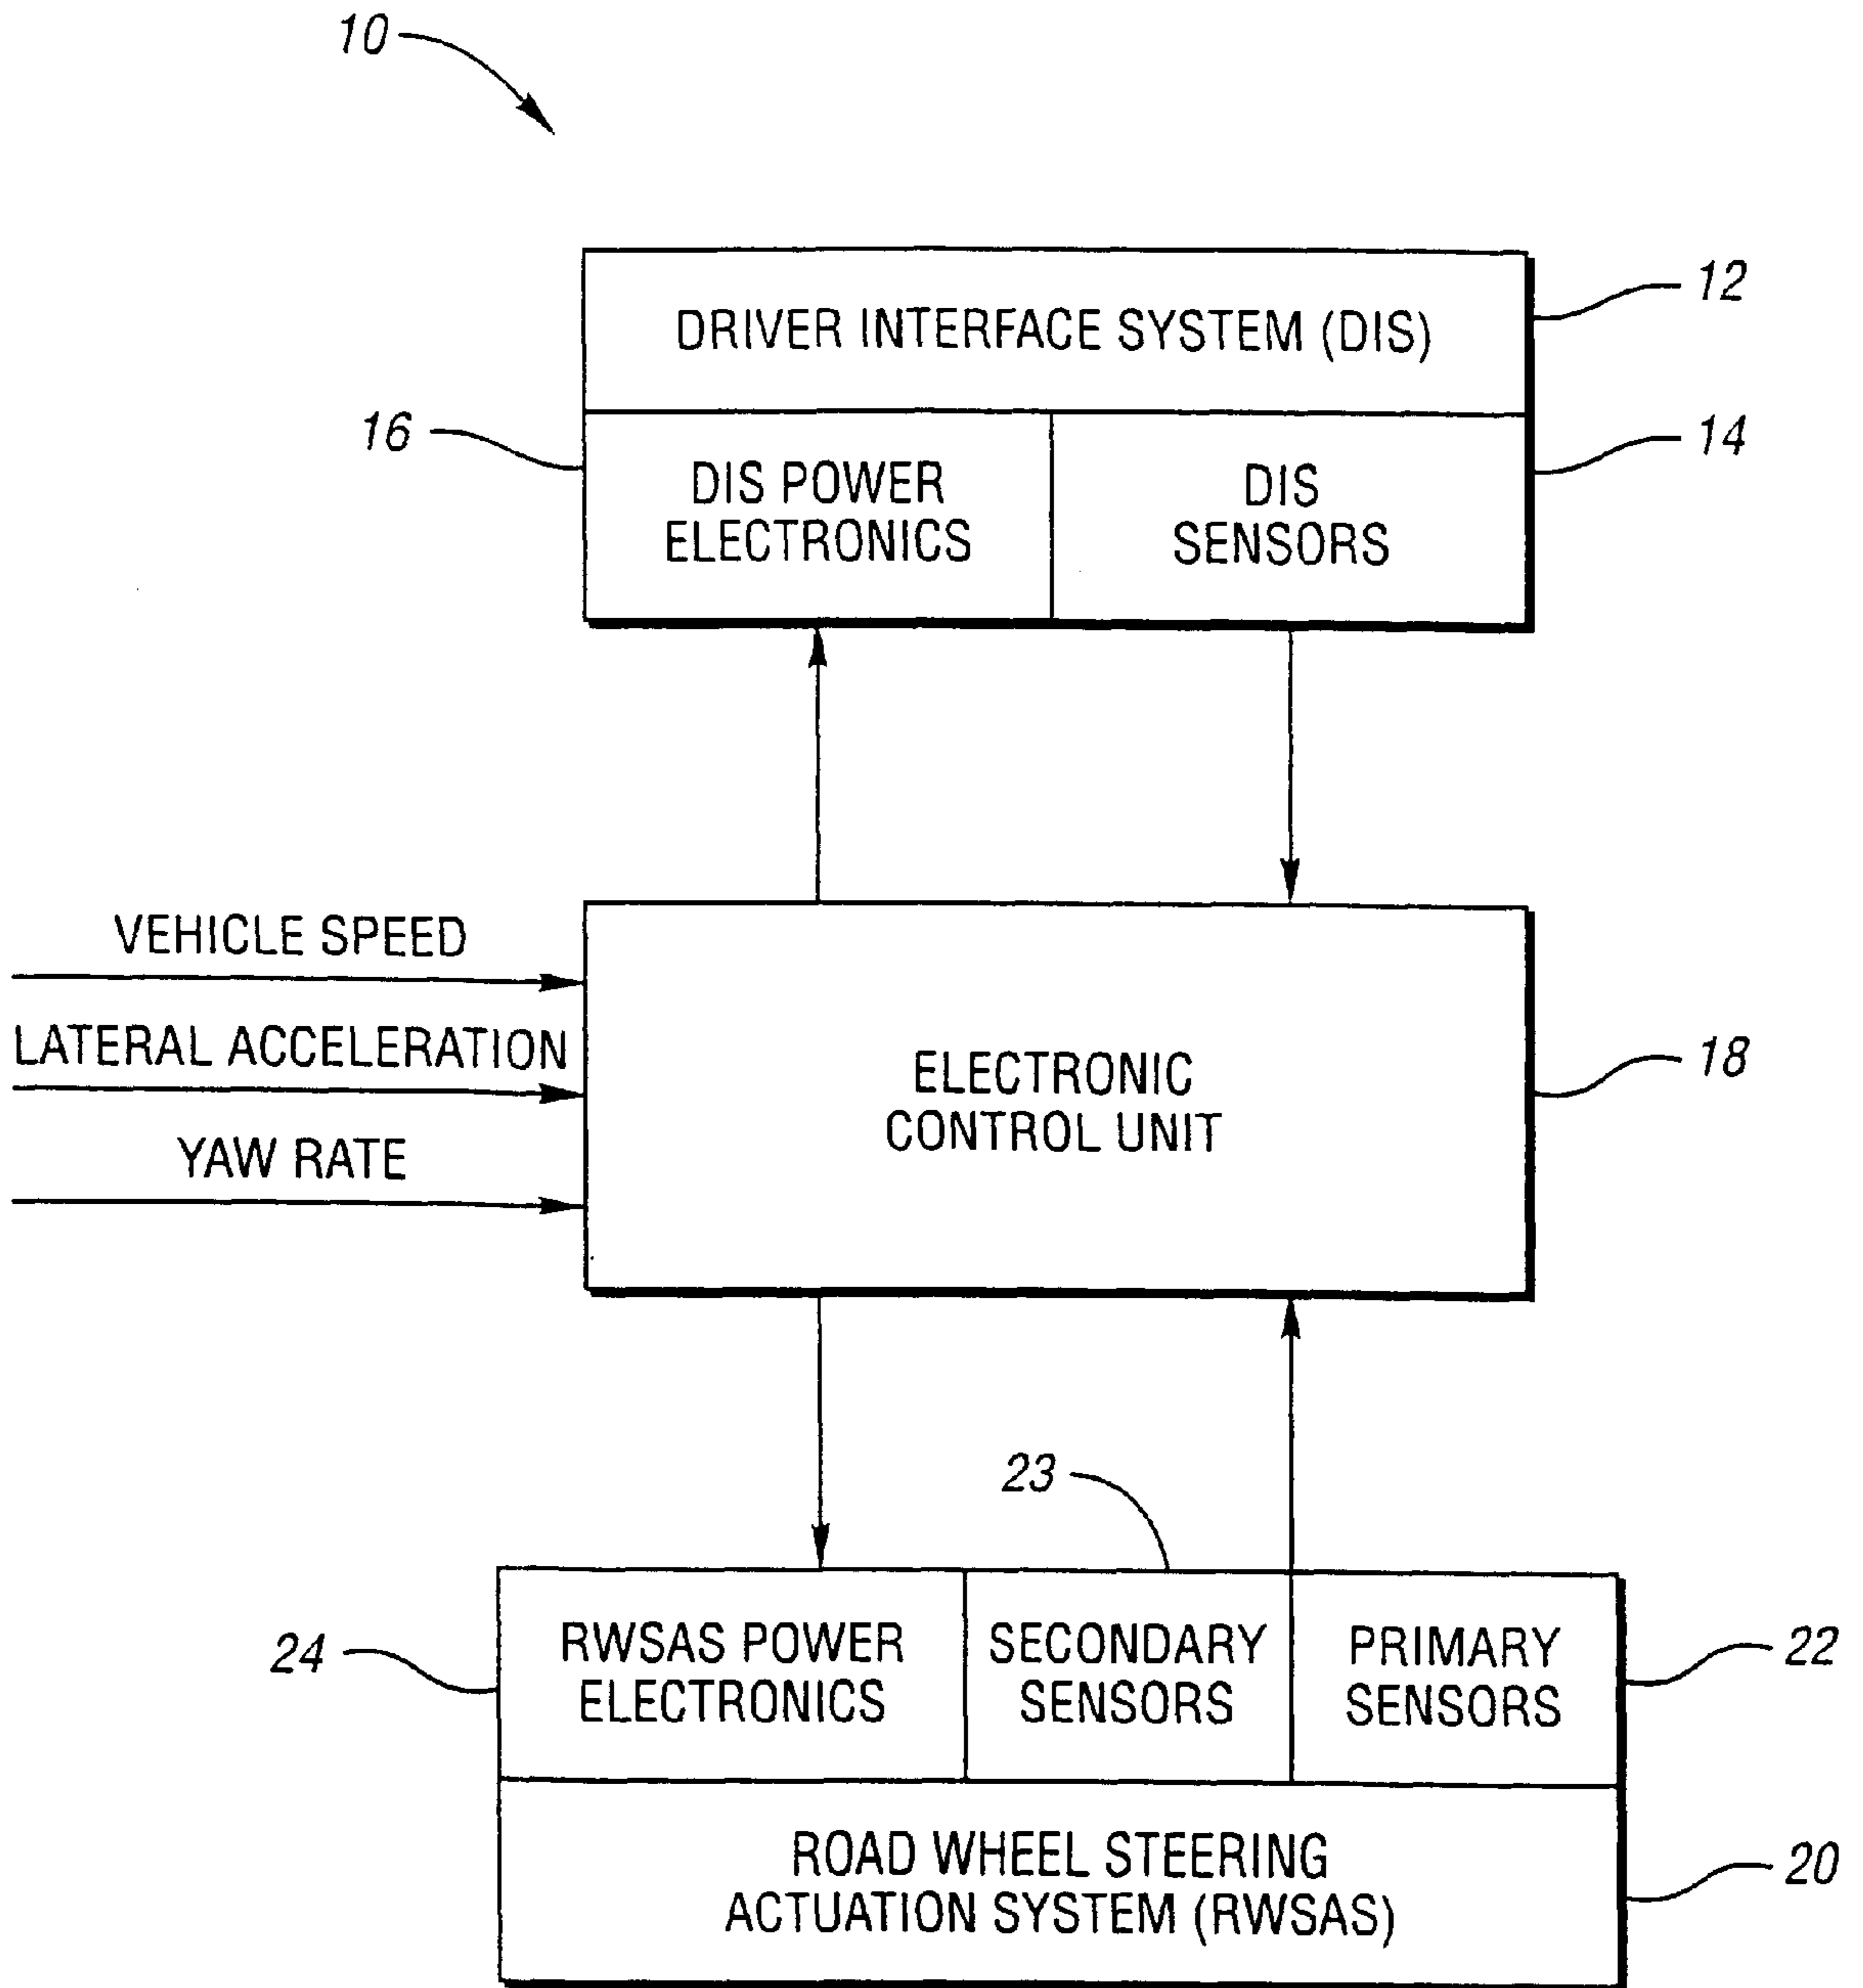 10
DRIVER INTERFACE SYSTEM (DIS)
12
16
DIS POWER
ELECTRONICS
DIS
SENSORS
14
VEHICLE SPEED
LATERAL ACCELERATION
YAW RATE
ELECTRONIC
CONTROL UNIT
18
23
24
RWSAS POWER
ELECTRONICS
SECONDARY
SENSORS
PRIMARY
SENSORS
22
ROAD WHEEL STEERING
ACTUATION SYSTEM (RWSAS)
20